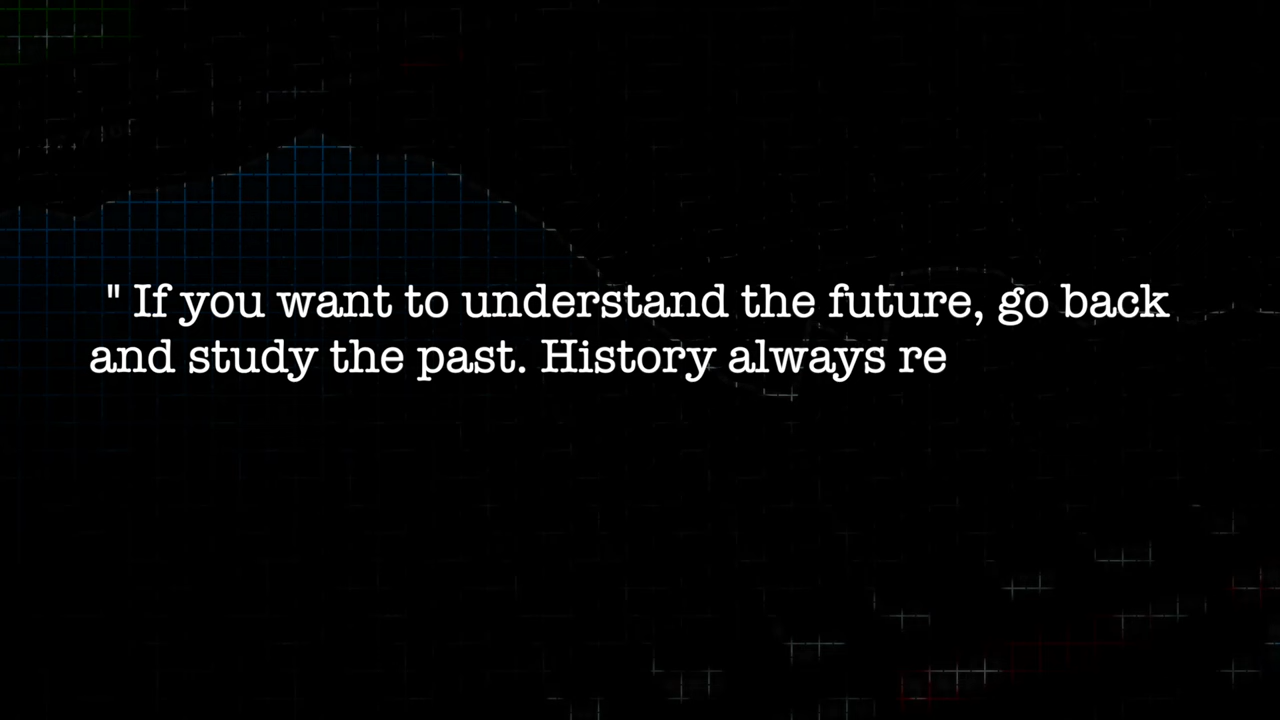 " If you want to understand the future, go back
and study the past. History always re